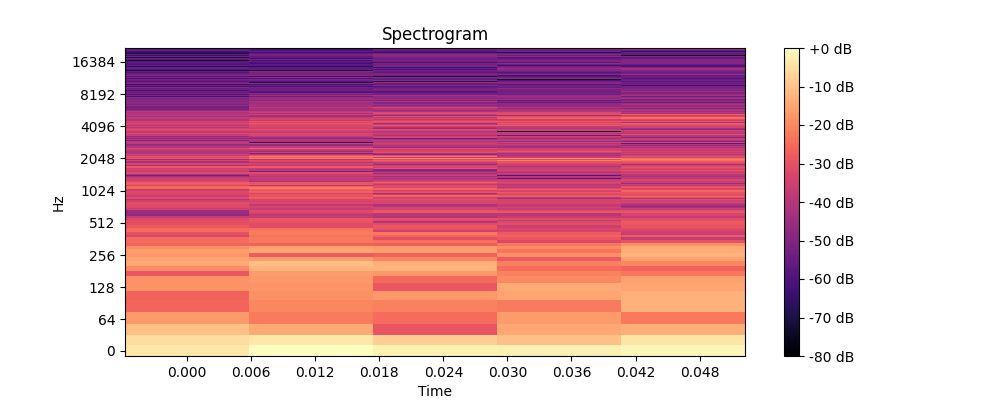 Spectrogram
Hz
16384
8192
4096
2048
1024
512
256
128
64
0
0.000 0.006 0.012 0.018 0.024 0.030 0.036 0.042 0.048
Time
+0 dB
-10 dB
-20 dB
-30 dB
-40 dB
-50 dB
-60 dB
-70 dB
-80 dB